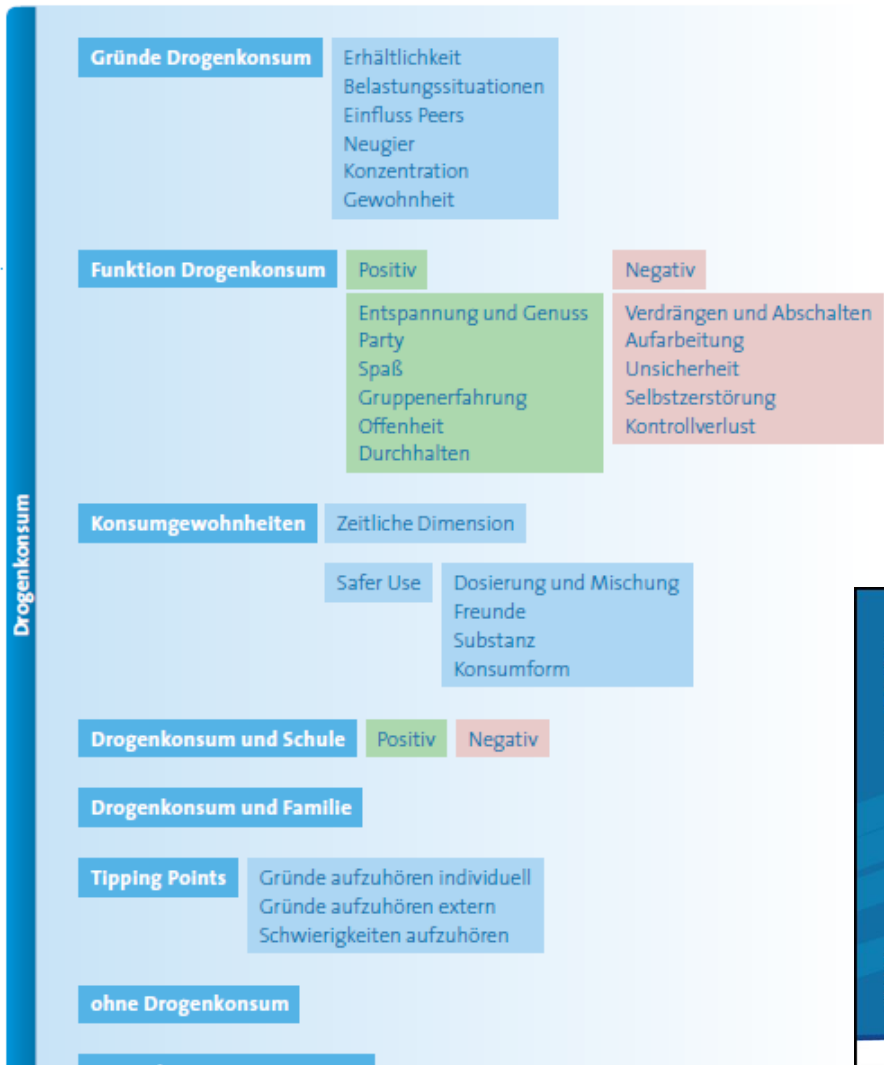 Drogenkonsum
Gründe Drogenkonsum
Erhältlichkeit
Belastungssituationen
Einfluss Peers
Neugier
Konzentration
Gewohnheit
Funktion Drogenkonsum
Positiv
Entspannung und Genuss
Party
Spaß
Gruppenerfahrung
Offenheit
Durchhalten
Negativ
Verdrängen und Abschalten
Aufarbeitung
Unsicherheit
Selbstzerstörung
Kontrollverlust
Konsumgewohnheiten
Zeitliche Dimension
Safer Use
Dosierung und Mischung
Freunde
Substanz
Konsumform
Drogenkonsum und Schule
Positiv
Negativ
Drogenkonsum und Familie
Tipping Points
Gründe aufzuhören individuell
Gründe aufzuhören extern
Schwierigkeiten aufzuhören
ohne Drogenkonsum